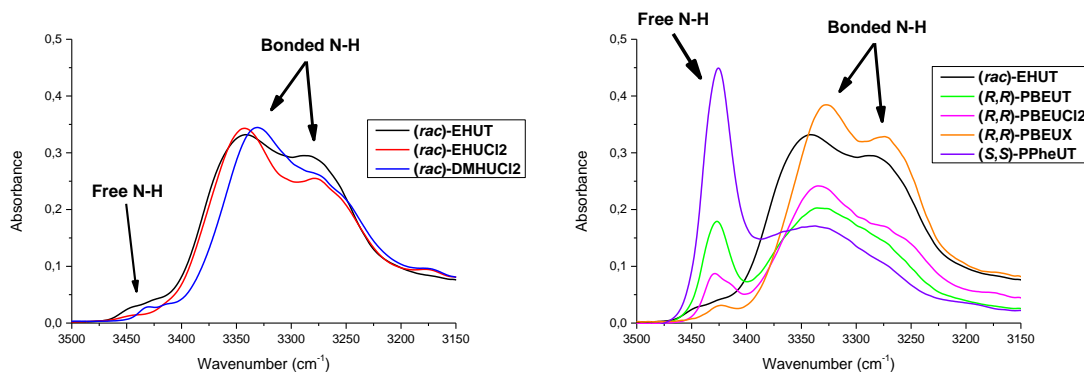 0,5
0,4
0,3
0,2
0,1
0,0
Absorbance
3500 3450 3400 3350 3300 3250 3200 3150
Wavenumber (cm⁻¹)
Bonded N-H
Free N-H
(rac)-EHUT
(rac)-EHUCl2
(rac)-DMHUCl2
0,5
0,4
0,3
0,2
0,1
0,0
Absorbance
3500 3450 3400 3350 3300 3250 3200 3150
Wavenumber (cm⁻¹)
Free N-H
Bonded N-H
(rac)-EHUT
(R,R)-PBEUT
(R,R)-PBEUCl2
(R,R)-PBEUX
(S,S)-PPheUT